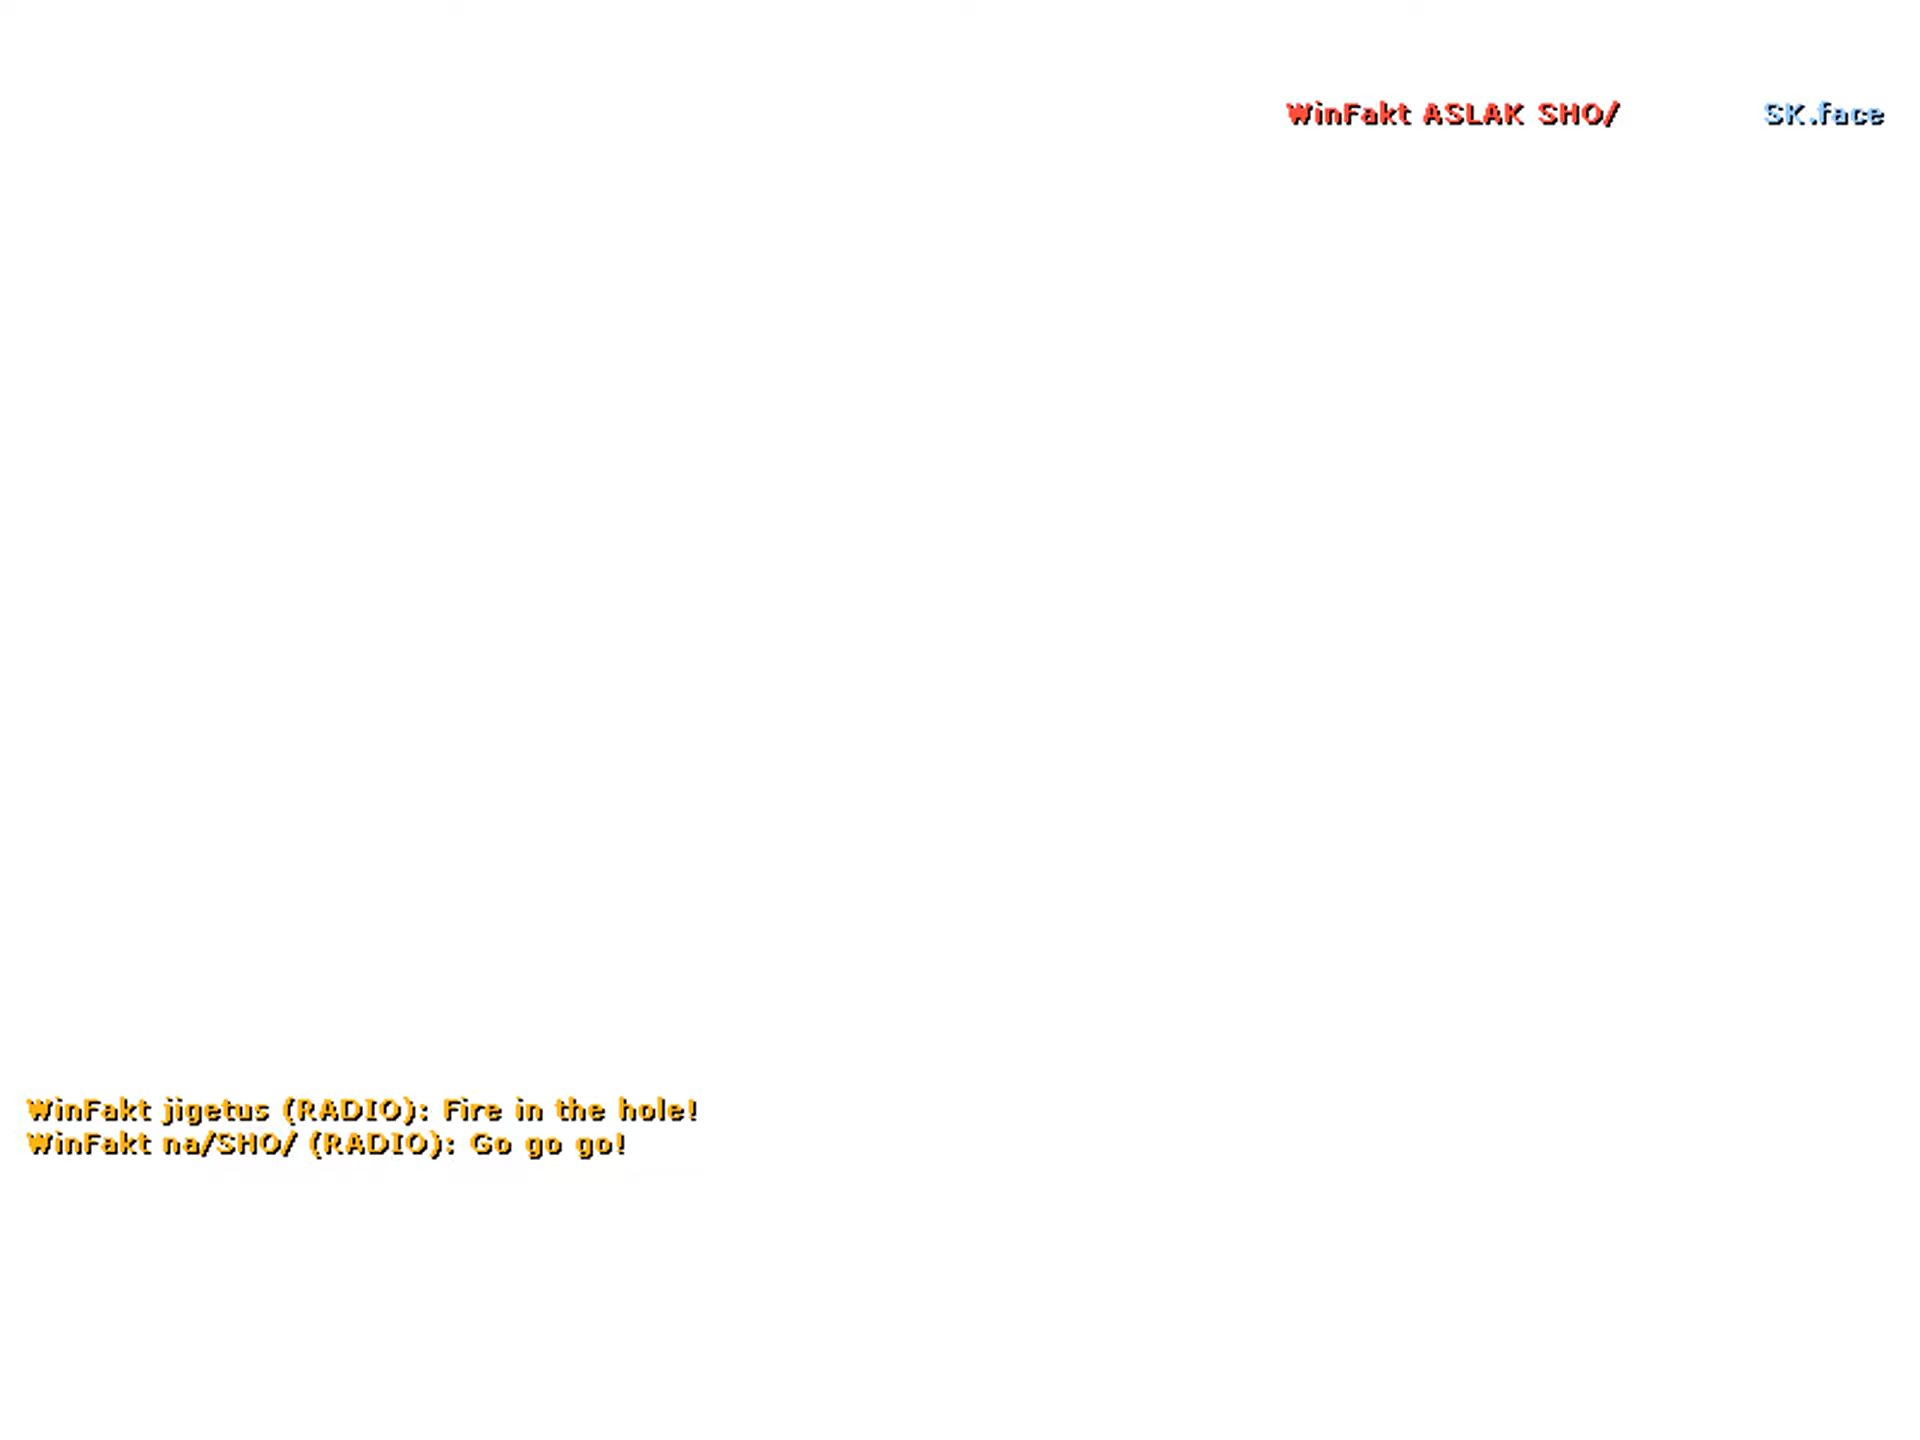 WinFakt ASLAK SHO/ SK.face
WinFakt jigetus (RADIO): Fire in the hole!
WinFakt na/SHO/ (RADIO): Go go go!